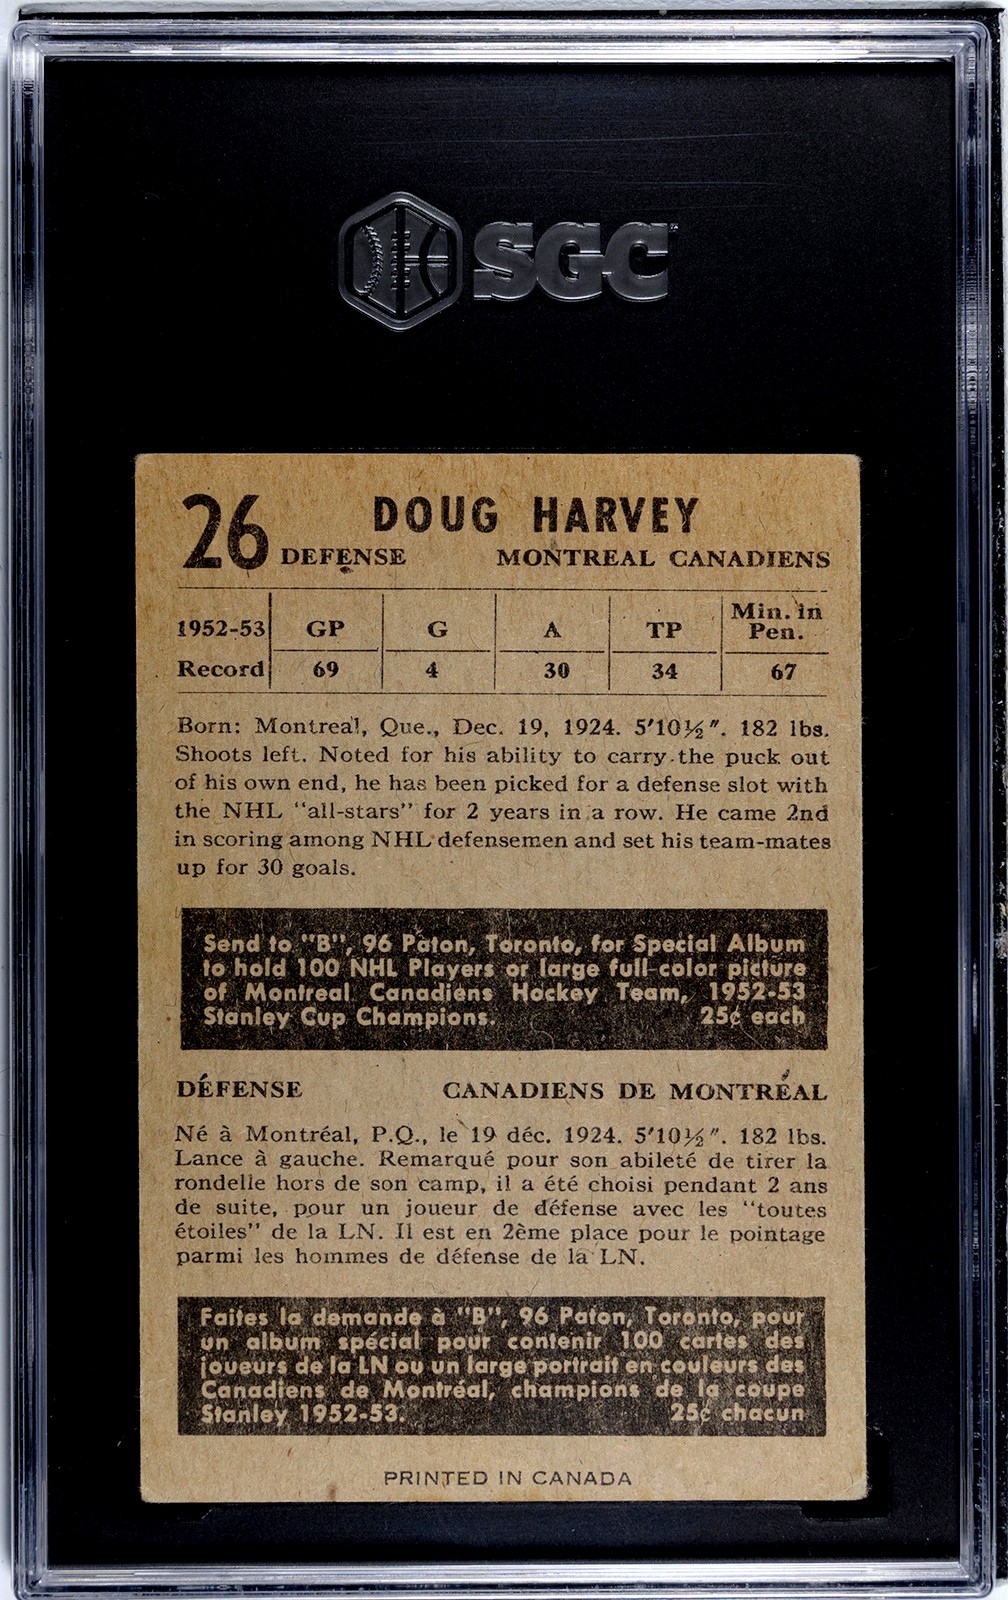 SGC™
26 DOUG HARVEY
DEFENSE MONTREAL CANADIENS
1952-53 GP G A TP Min. in Pen.
Record 69 4 30 34 67
Born: Montreal, Que., Dec. 19, 1924. 5'10½". 182 lbs.
Shoots left. Noted for his ability to carry the puck out
of his own end, he has been picked for a defense slot with
the NHL "all-stars" for 2 years in a row. He came 2nd
in scoring among NHL defensemen and set his team-mates
up for 30 goals.
Send to "B", 96 Paton, Toronto, for Special Album
to hold 100 NHL Players or large full-color picture
of Montreal Canadiens Hockey Team, 1952-53
Stanley Cup Champions. 25¢ each
DÉFENSE CANADIENS DE MONTRÉAL
Né à Montréal, P.Q., le 19 déc. 1924. 5'10½". 182 lbs.
Lance à gauche. Remarqué pour son abileté de tirer la
rondelle hors de son camp, il a été choisi pendant 2 ans
de suite, pour un joueur de défense avec les "toutes
étoiles" de la LN. Il est en 2ème place pour le pointage
parmi les hommes de défense de la LN.
Faites la demande à "B", 96 Paton, Toronto, pour
un album spécial pour contenir 100 cartes des
joueurs de la LN ou un large portrait en couleurs des
Canadiens de Montréal, champions de la coupe
Stanley 1952-53. 25¢ chacun
PRINTED IN CANADA